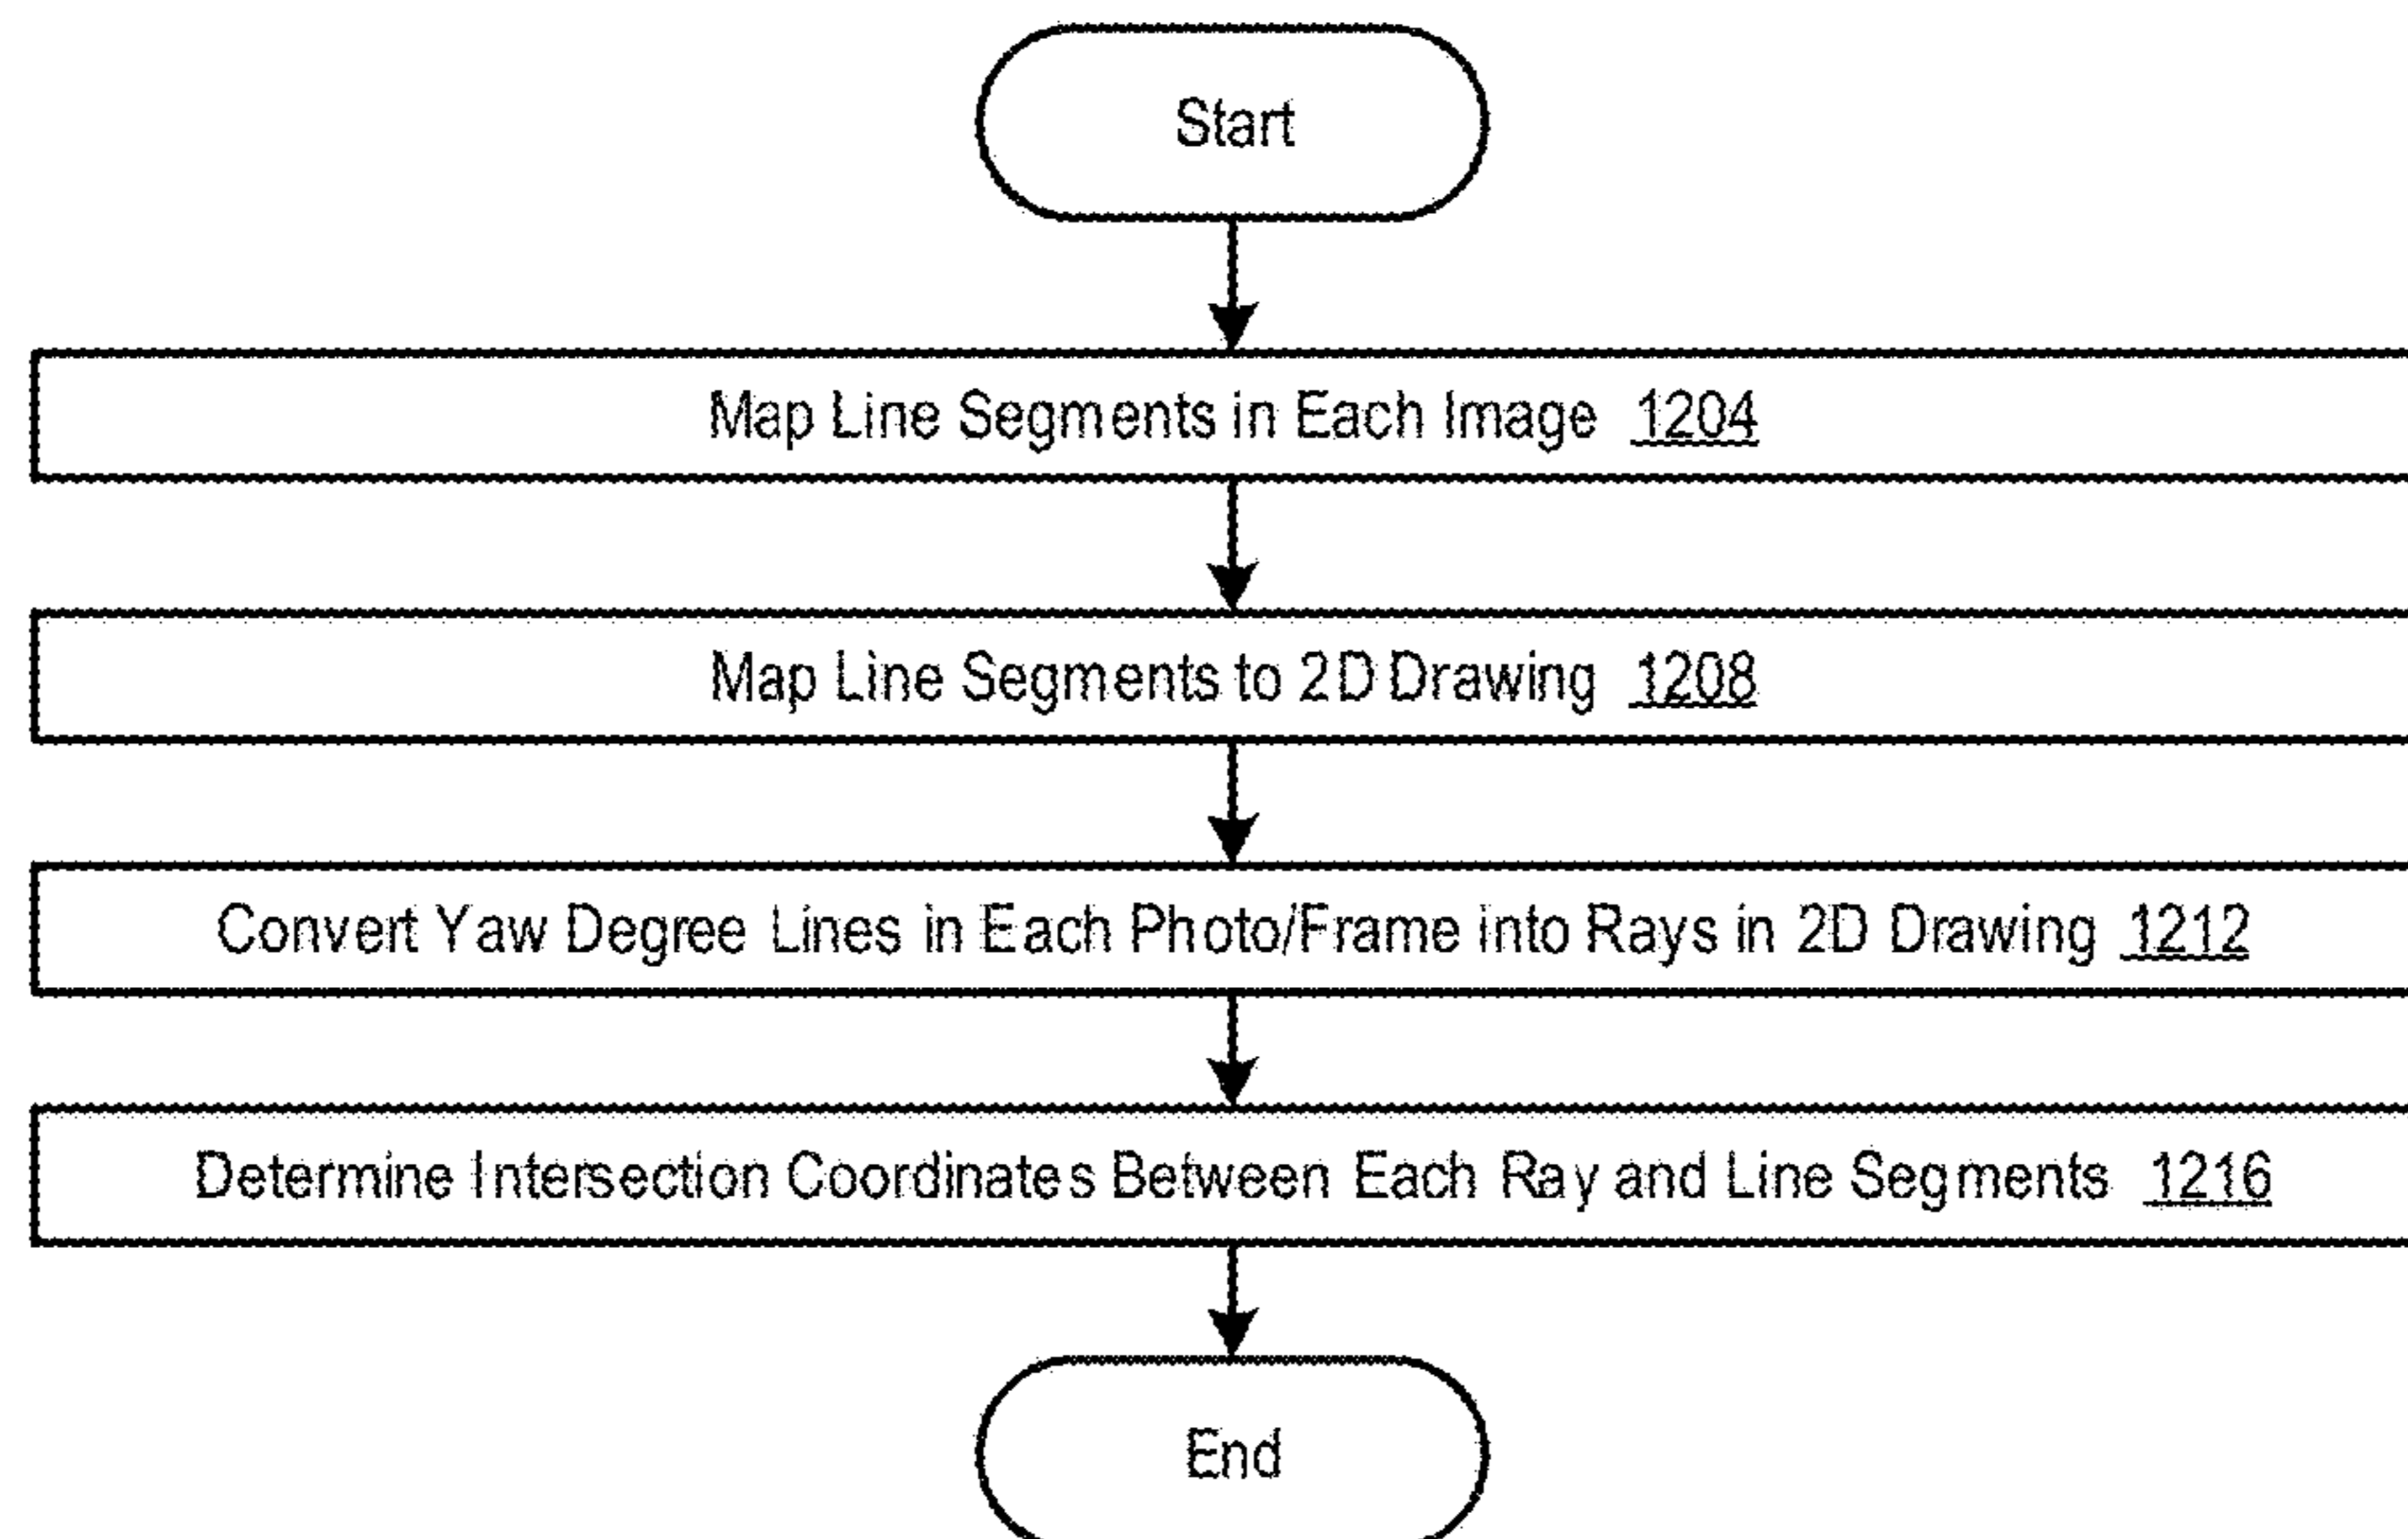 Start
Map Line Segments in Each Image 1204
Map Line Segments to 2D Drawing 1208
Convert Yaw Degree Lines in Each Photo/Frame into Rays in 2D Drawing 1212
Determine Intersection Coordinates Between Each Ray and Line Segments 1216
End